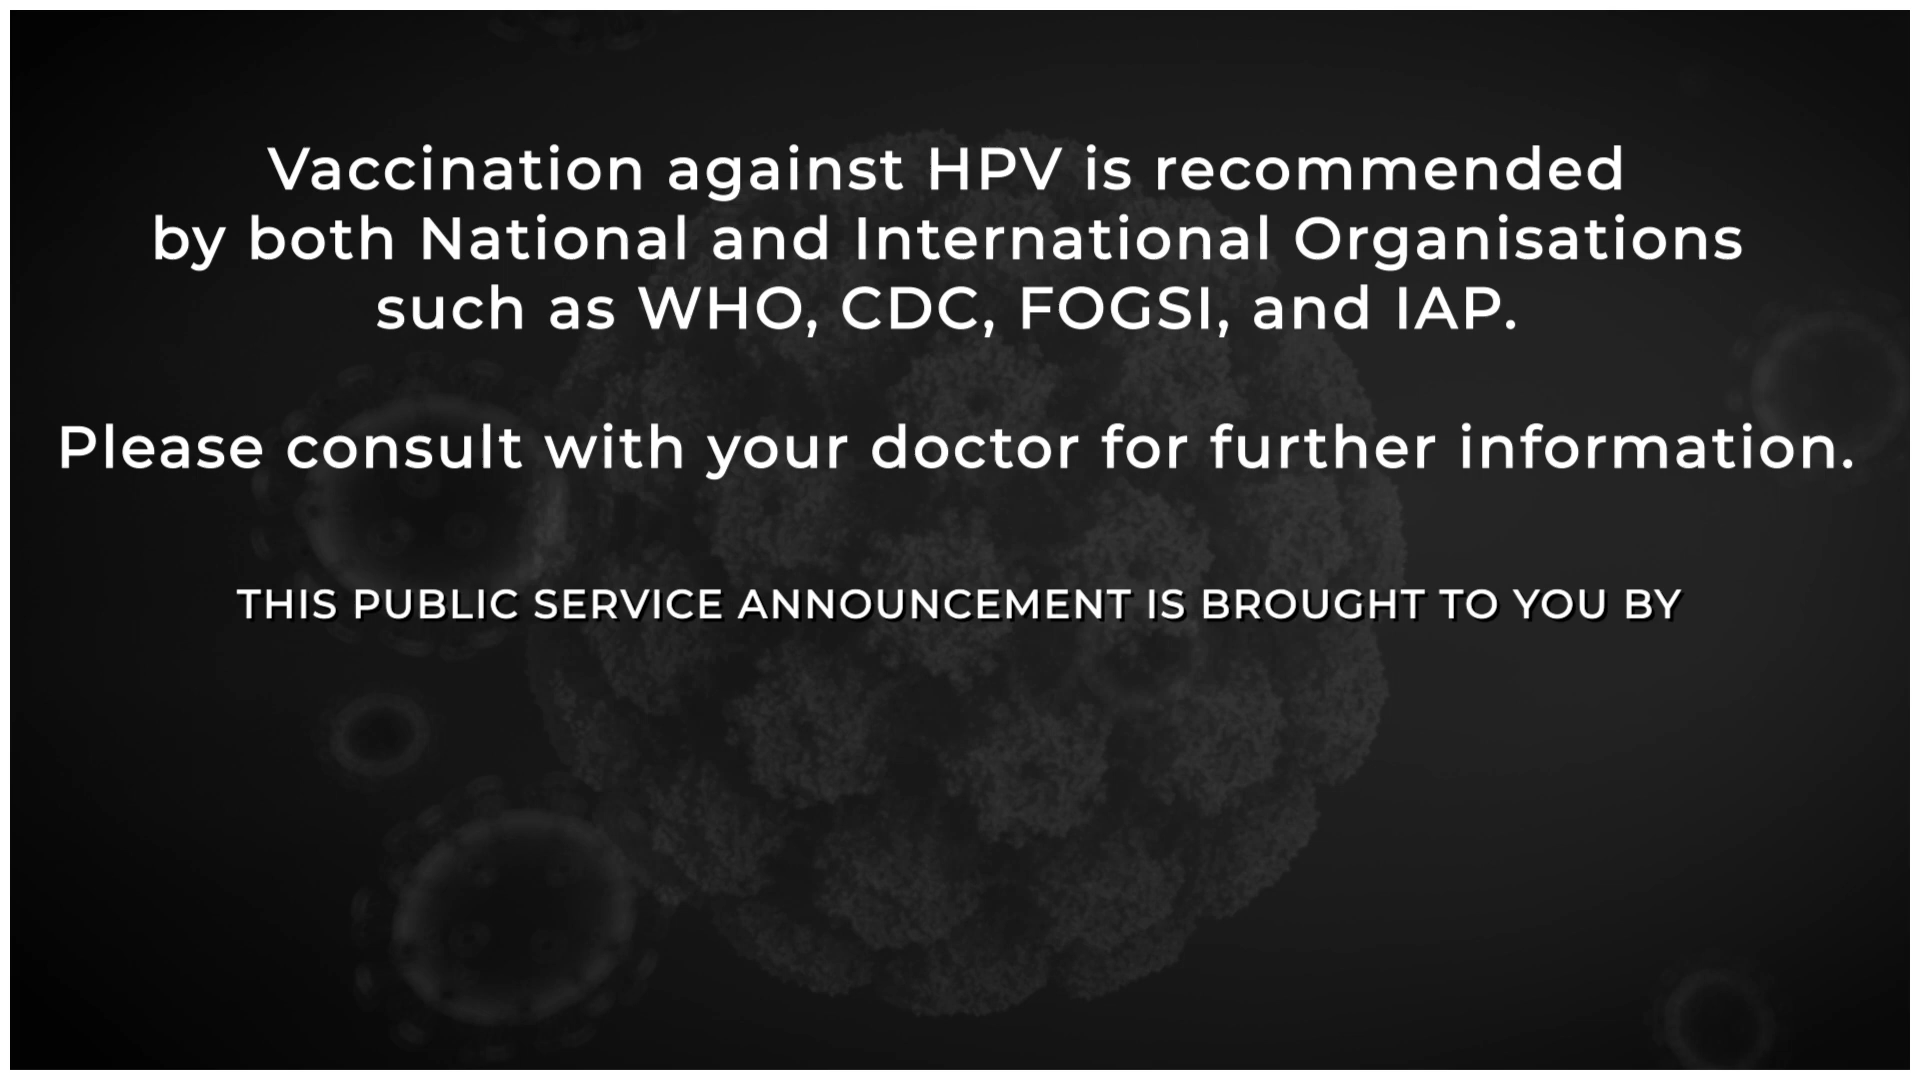 Vaccination against HPV is recommended
by both National and International Organisations
such as WHO, CDC, FOGSI, and IAP.
Please consult with your doctor for further information.
THIS PUBLIC SERVICE ANNOUNCEMENT IS BROUGHT TO YOU BY